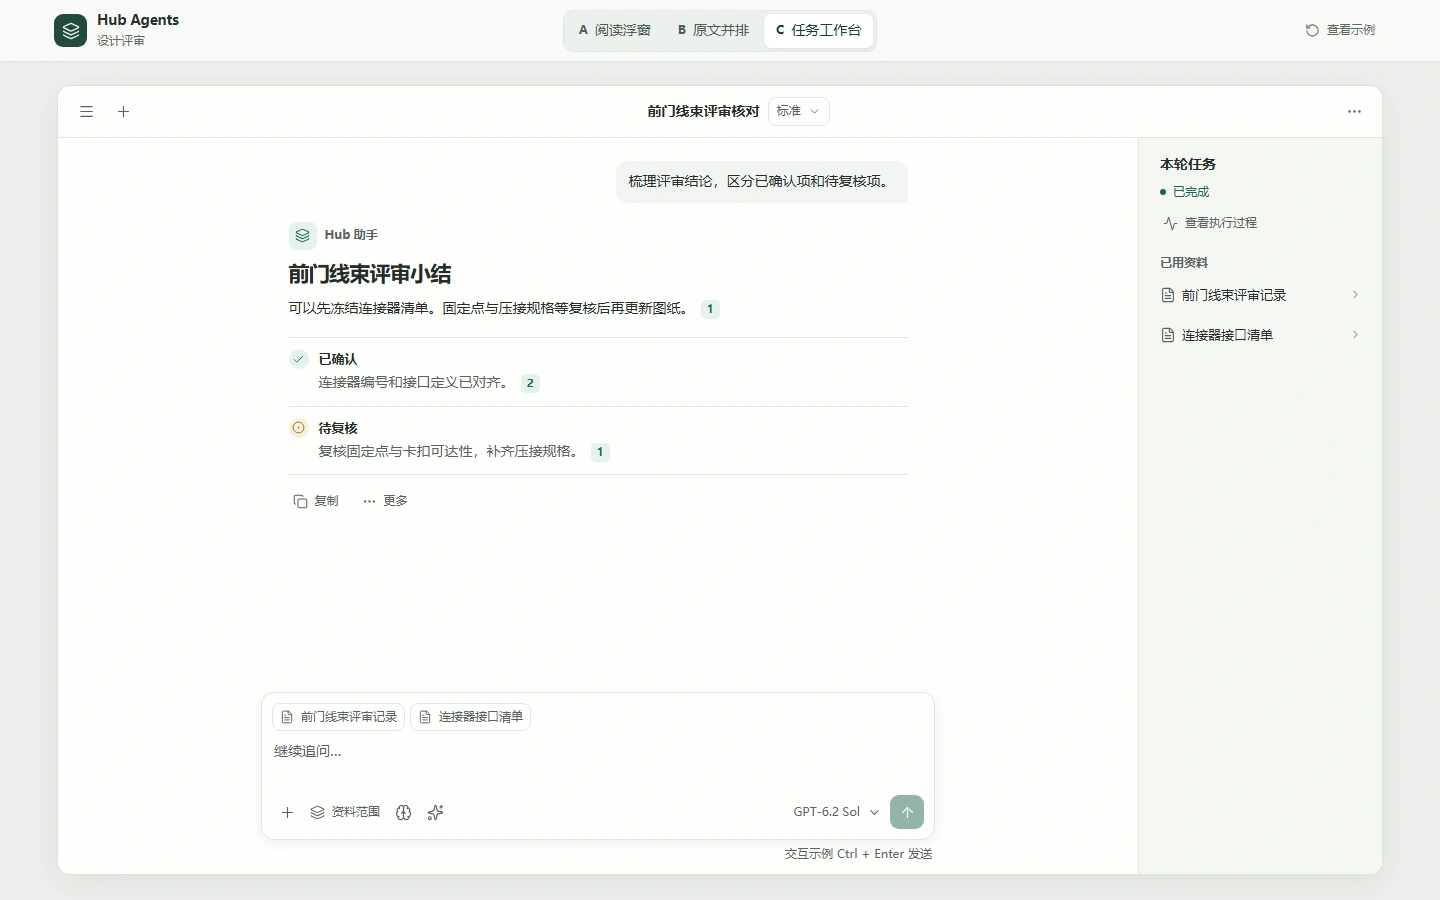 Hub Agents
设计评审
A 阅读浮窗
B 原文并排
C 任务工作台
查看示例
前门线束评审核对
标准
梳理评审结论，区分已确认项和待复核项。
Hub 助手
前门线束评审小结
可以先冻结连接器清单。固定点与压接规格等复核后再更新图纸。 1
已确认
连接器编号和接口定义已对齐。 2
待复核
复核固定点与卡扣可达性，补齐压接规格。 1
复制
更多
本轮任务
已完成
查看执行过程
已用资料
前门线束评审记录
连接器接口清单
前门线束评审记录
连接器接口清单
继续追问...
资料范围
GPT-6.2 Sol
交互示例 Ctrl + Enter 发送